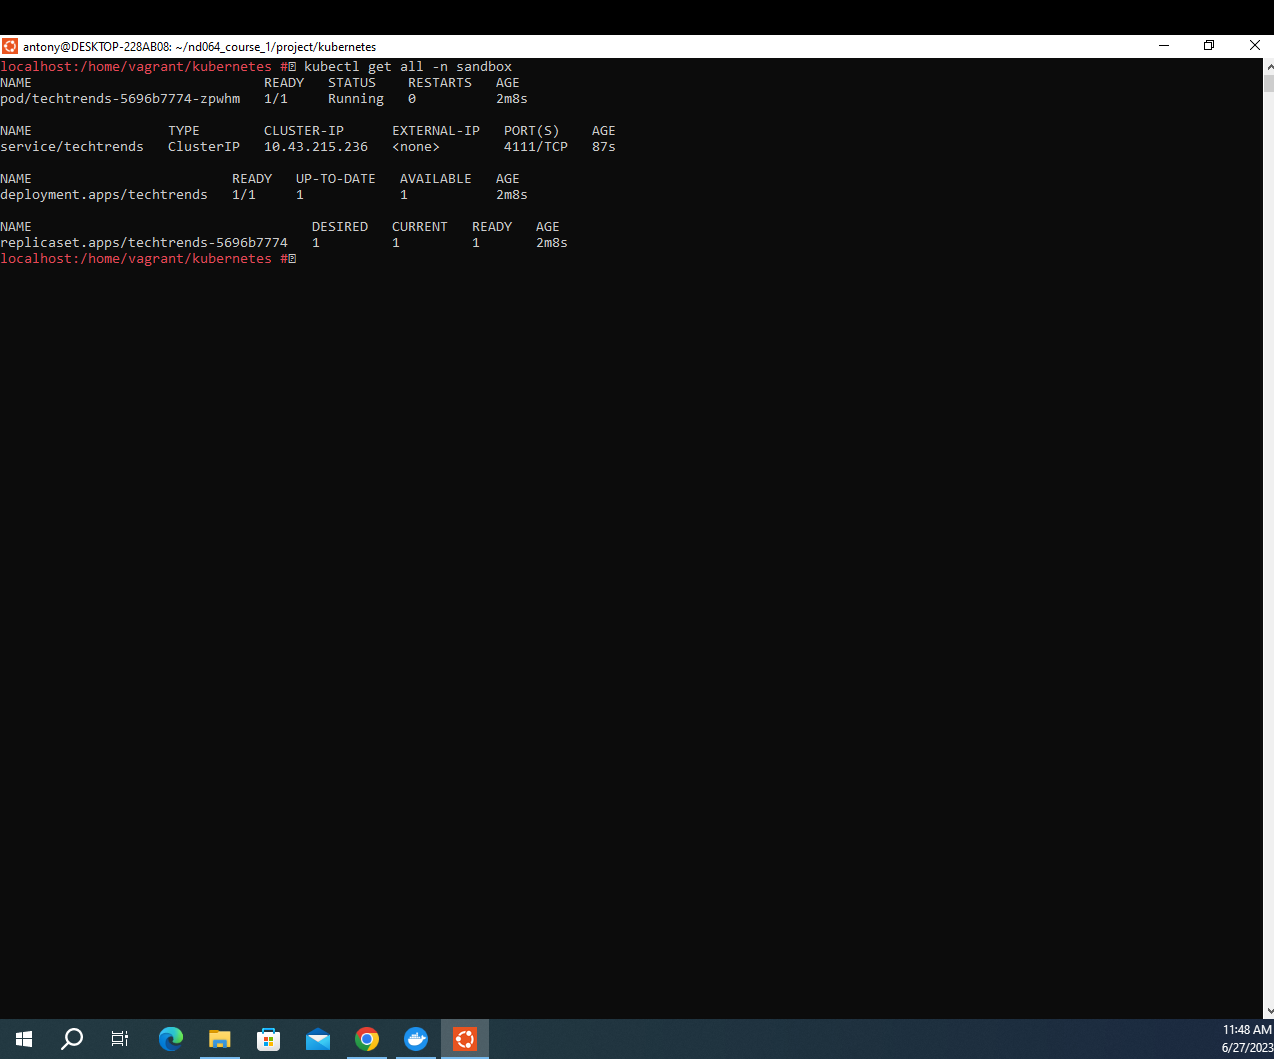 antony@DESKTOP-228AB08: ~/nd064_course_1/project/kubernetes
localhost:/home/vagrant/kubernetes # kubectl get all -n sandbox
NAME READY STATUS RESTARTS AGE
pod/techtrends-5696b7774-zpwhm 1/1 Running 0 2m8s
NAME TYPE CLUSTER-IP EXTERNAL-IP PORT(S) AGE
service/techtrends ClusterIP 10.43.215.236 <none> 4111/TCP 87s
NAME READY UP-TO-DATE AVAILABLE AGE
deployment.apps/techtrends 1/1 1 1 2m8s
NAME DESIRED CURRENT READY AGE
replicaset.apps/techtrends-5696b7774 1 1 1 2m8s
localhost:/home/vagrant/kubernetes #
11:48 AM
6/27/2023